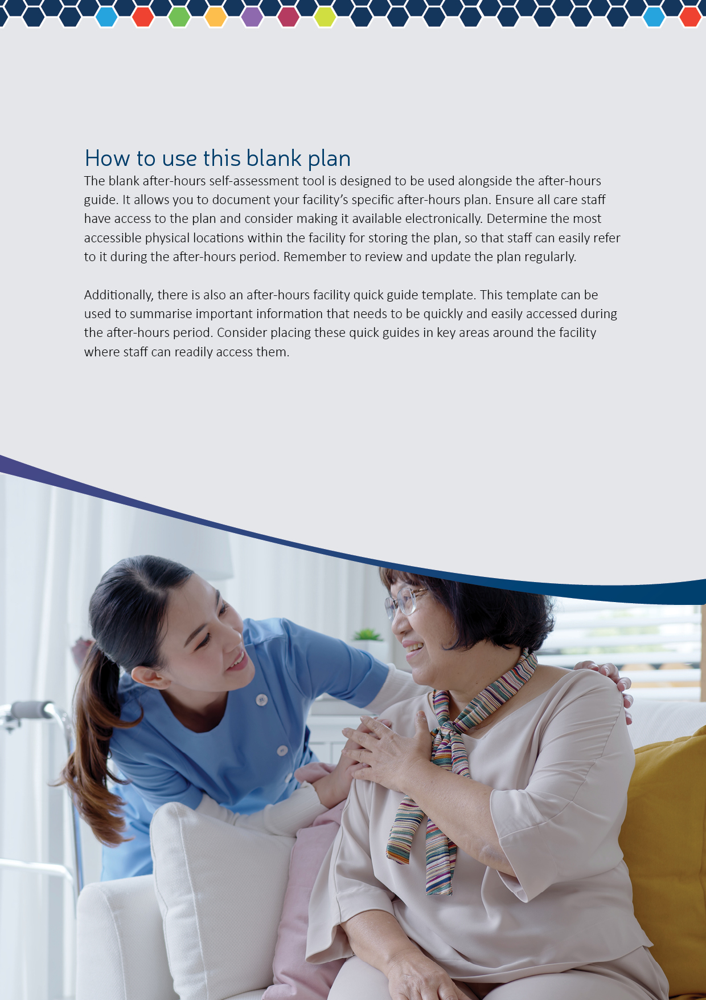 How to use this blank plan
The blank after-hours self-assessment tool is designed to be used alongside the after-hours
guide. It allows you to document your facility’s specific after-hours plan. Ensure all care staff
have access to the plan and consider making it available electronically. Determine the most
accessible physical locations within the facility for storing the plan, so that staff can easily refer
to it during the after-hours period. Remember to review and update the plan regularly.
Additionally, there is also an after-hours facility quick guide template. This template can be
used to summarise important information that needs to be quickly and easily accessed during
the after-hours period. Consider placing these quick guides in key areas around the facility
where staff can readily access them.